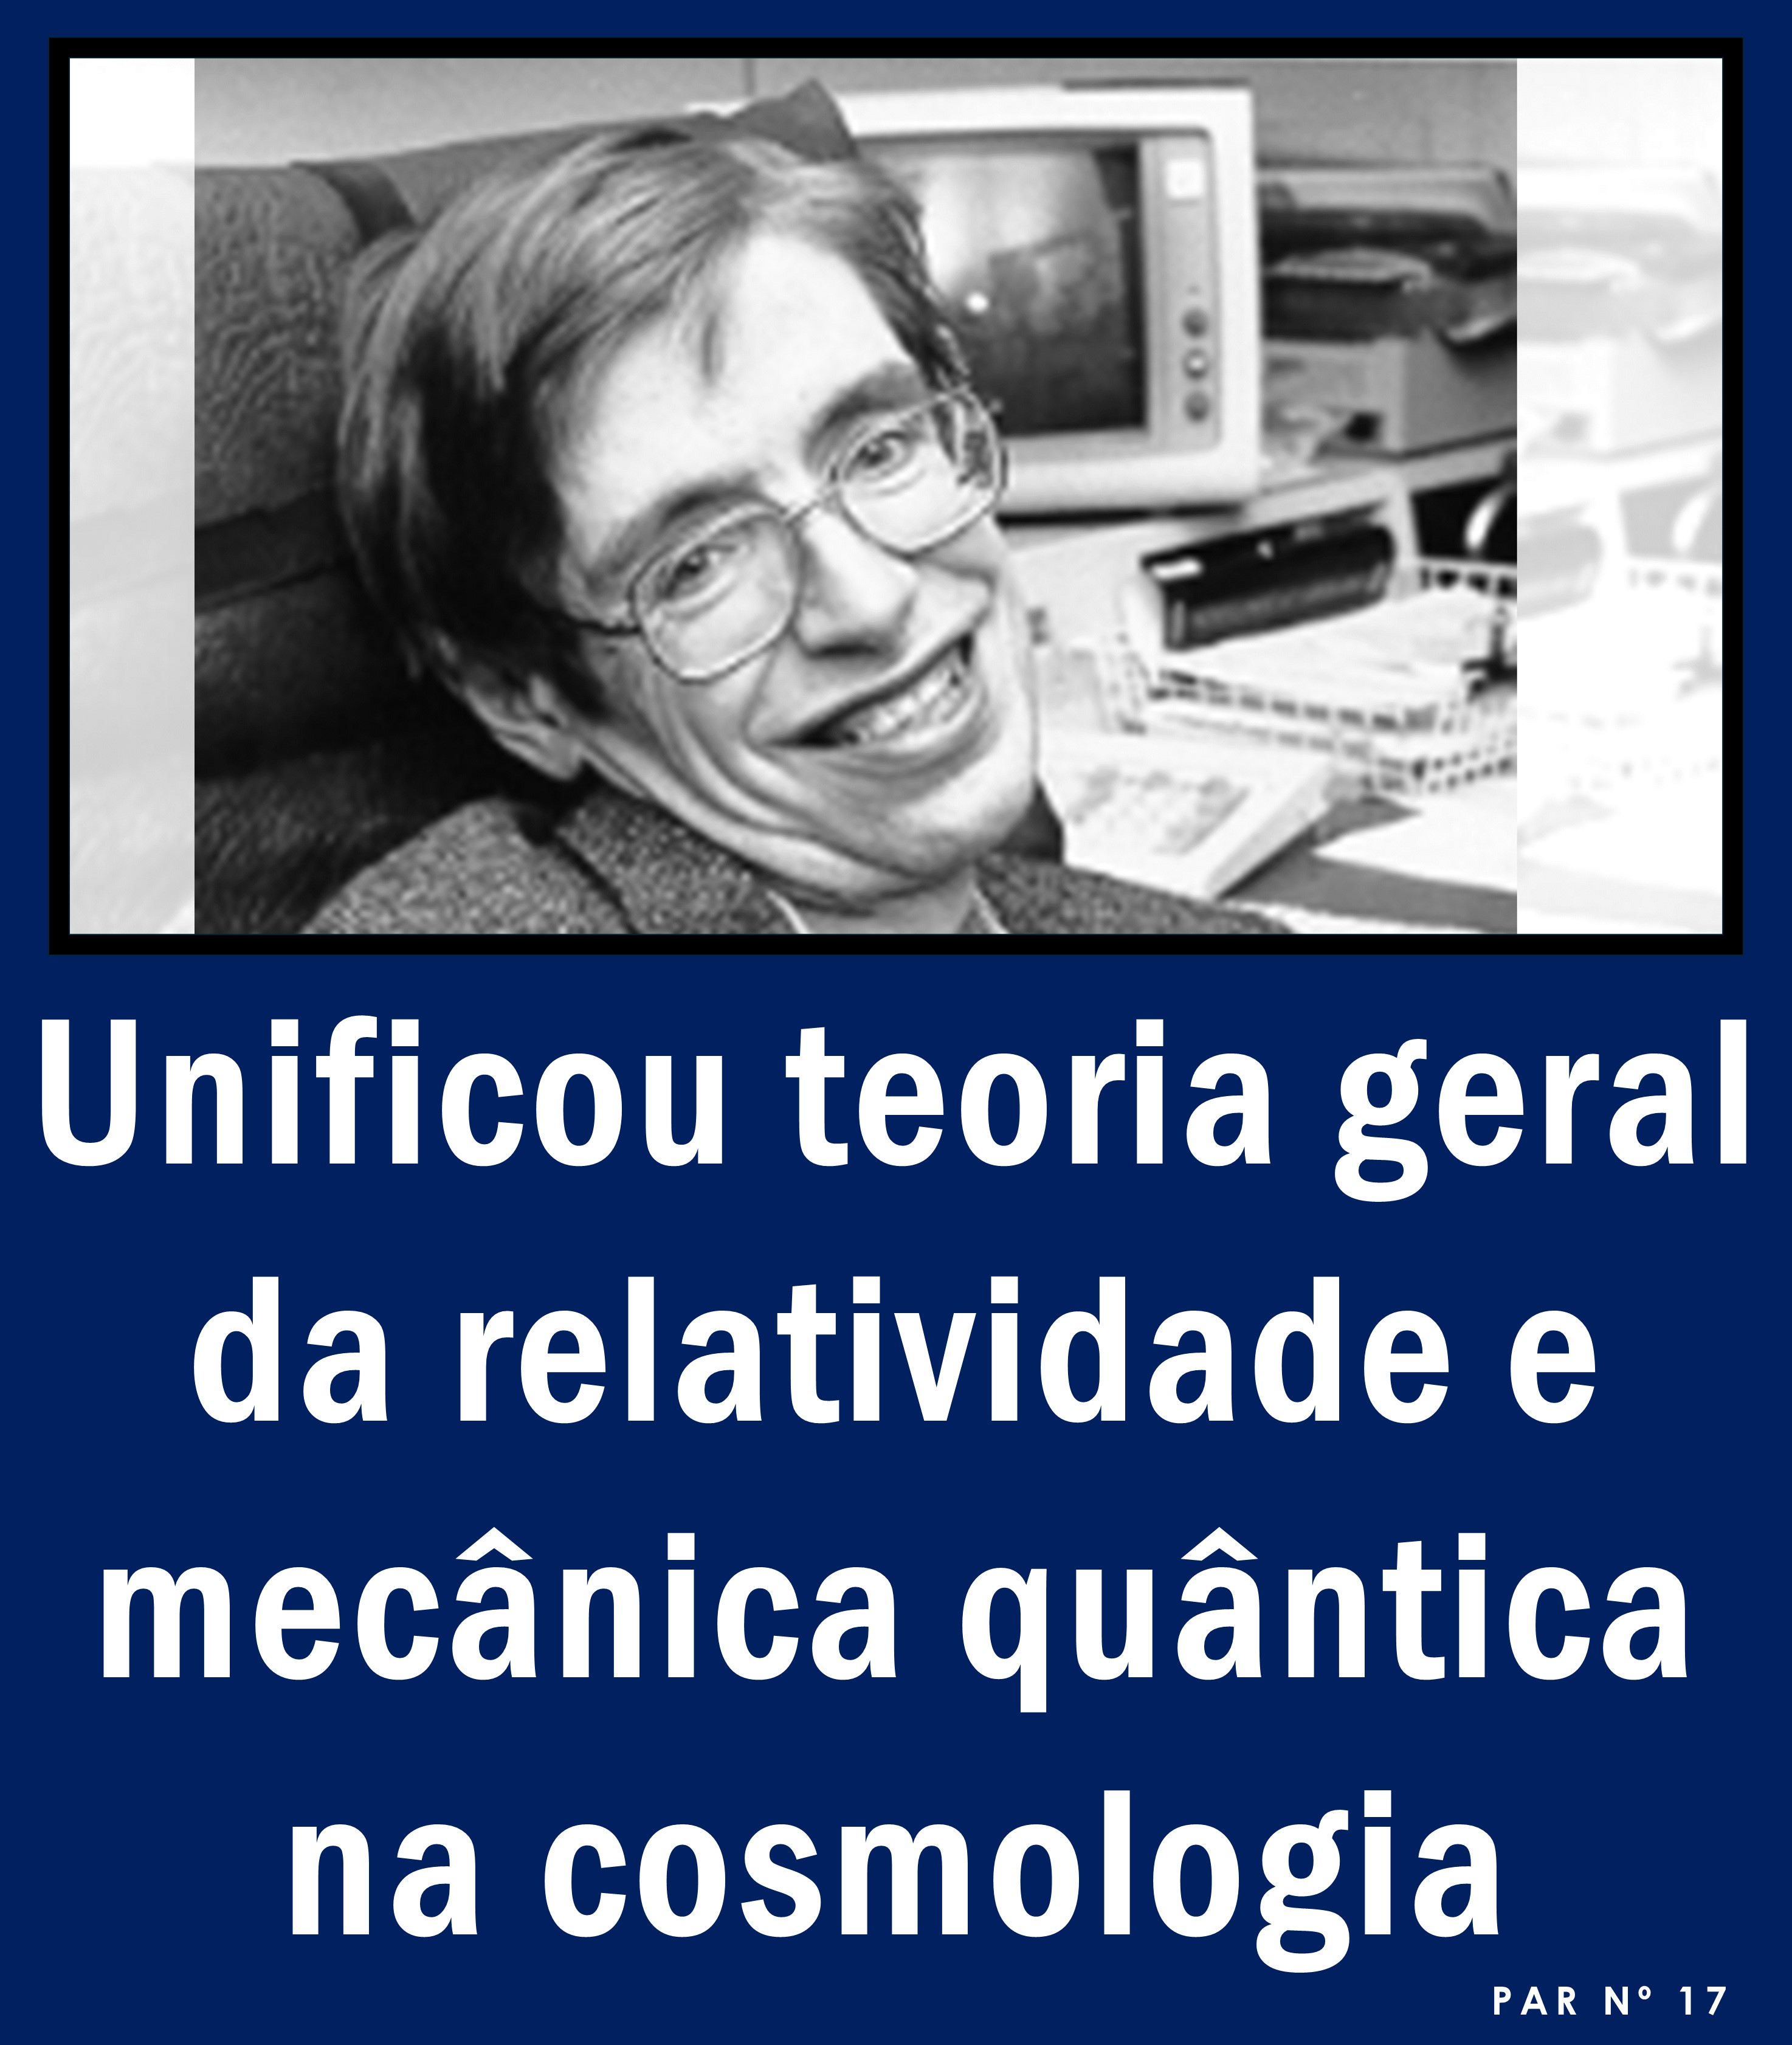 Unificou teoria geral
da relatividade e
mecânica quântica
na cosmologia
PAR Nº 17